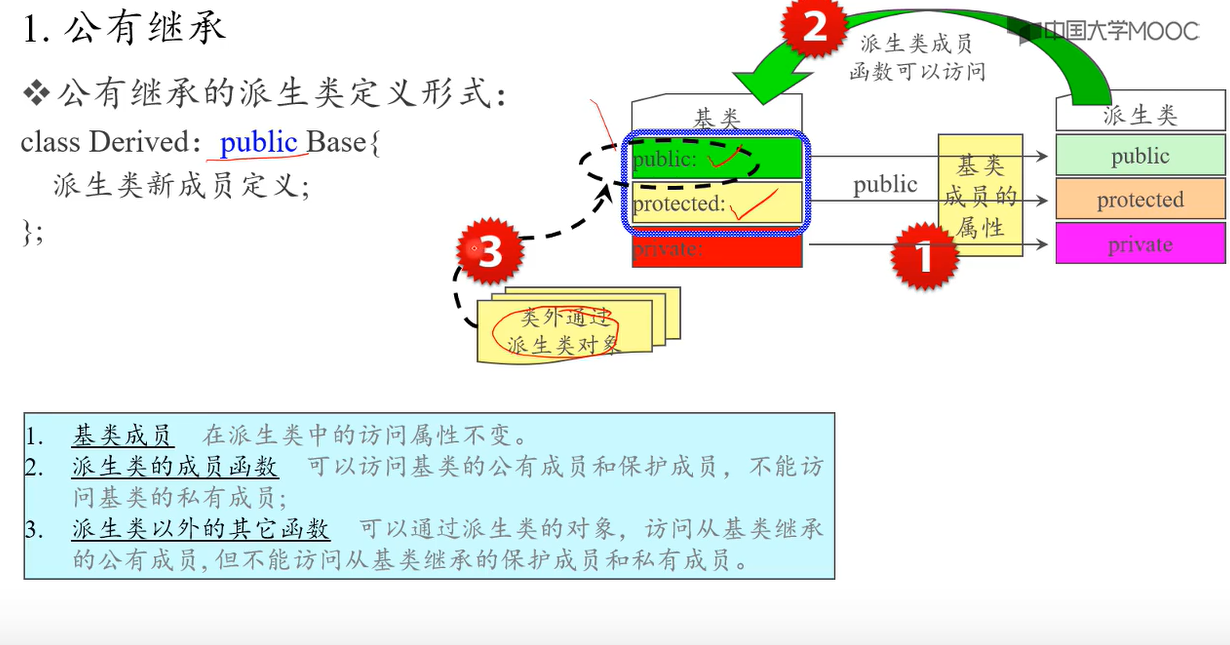 1. 公有继承
中国大学MOOC
❖公有继承的派生类定义形式：
class Derived： public Base{
派生类新成员定义;
};
2
派生类成员
函数可以访问
基类
public:
protected:
private:
public
基类
成员的
属性
1
派生类
public
protected
private
3
类外通过
派生类对象
1. 基类成员 在派生类中的访问属性不变。
2. 派生类的成员函数 可以访问基类的公有成员和保护成员，不能访
问基类的私有成员;
3. 派生类以外的其它函数 可以通过派生类的对象，访问从基类继承
的公有成员, 但不能访问从基类继承的保护成员和私有成员。